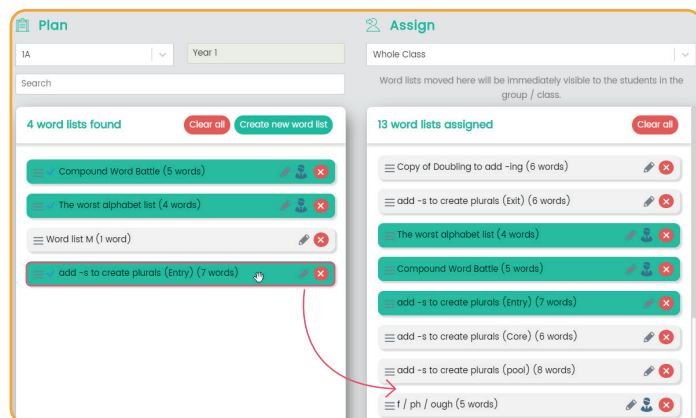 Plan
1A
Year 1
Search
4 word lists found
Clear all
Create new word list
Compound Word Battle (5 words)
The worst alphabet list (4 words)
Word list M (1 word)
add -s to create plurals (Entry) (7 words)
Assign
Whole Class
Word lists moved here will be immediately visible to the students in the
group / class.
13 word lists assigned
Clear all
Copy of Doubling to add -ing (6 words)
add -s to create plurals (Exit) (6 words)
The worst alphabet list (4 words)
Compound Word Battle (5 words)
add -s to create plurals (Entry) (7 words)
add -s to create plurals (Core) (6 words)
add -s to create plurals (pool) (8 words)
f / ph / ough (5 words)